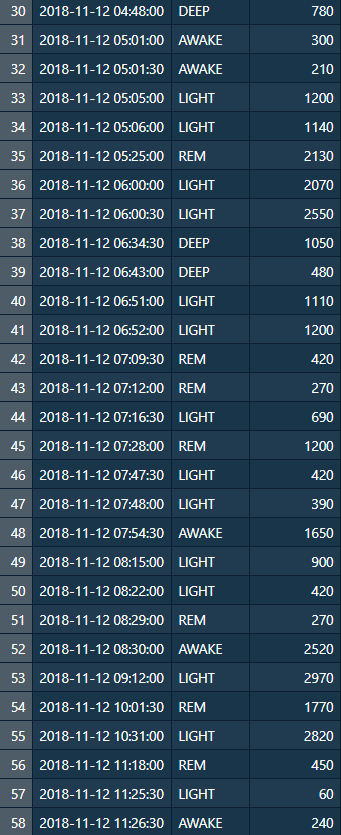 30 2018-11-12 04:48:00 DEEP 780
31 2018-11-12 05:01:00 AWAKE 300
32 2018-11-12 05:01:30 AWAKE 210
33 2018-11-12 05:05:00 LIGHT 1200
34 2018-11-12 05:06:00 LIGHT 1140
35 2018-11-12 05:25:00 REM 2130
36 2018-11-12 06:00:00 LIGHT 2070
37 2018-11-12 06:00:30 LIGHT 2550
38 2018-11-12 06:34:30 DEEP 1050
39 2018-11-12 06:43:00 DEEP 480
40 2018-11-12 06:51:00 LIGHT 1110
41 2018-11-12 06:52:00 LIGHT 1200
42 2018-11-12 07:09:30 REM 420
43 2018-11-12 07:12:00 REM 270
44 2018-11-12 07:16:30 LIGHT 690
45 2018-11-12 07:28:00 REM 1200
46 2018-11-12 07:47:30 LIGHT 420
47 2018-11-12 07:48:00 LIGHT 390
48 2018-11-12 07:54:30 AWAKE 1650
49 2018-11-12 08:15:00 LIGHT 900
50 2018-11-12 08:22:00 LIGHT 420
51 2018-11-12 08:29:00 REM 270
52 2018-11-12 08:30:00 AWAKE 2520
53 2018-11-12 09:12:00 LIGHT 2970
54 2018-11-12 10:01:30 REM 1770
55 2018-11-12 10:31:00 LIGHT 2820
56 2018-11-12 11:18:00 REM 450
57 2018-11-12 11:25:30 LIGHT 60
58 2018-11-12 11:26:30 AWAKE 240